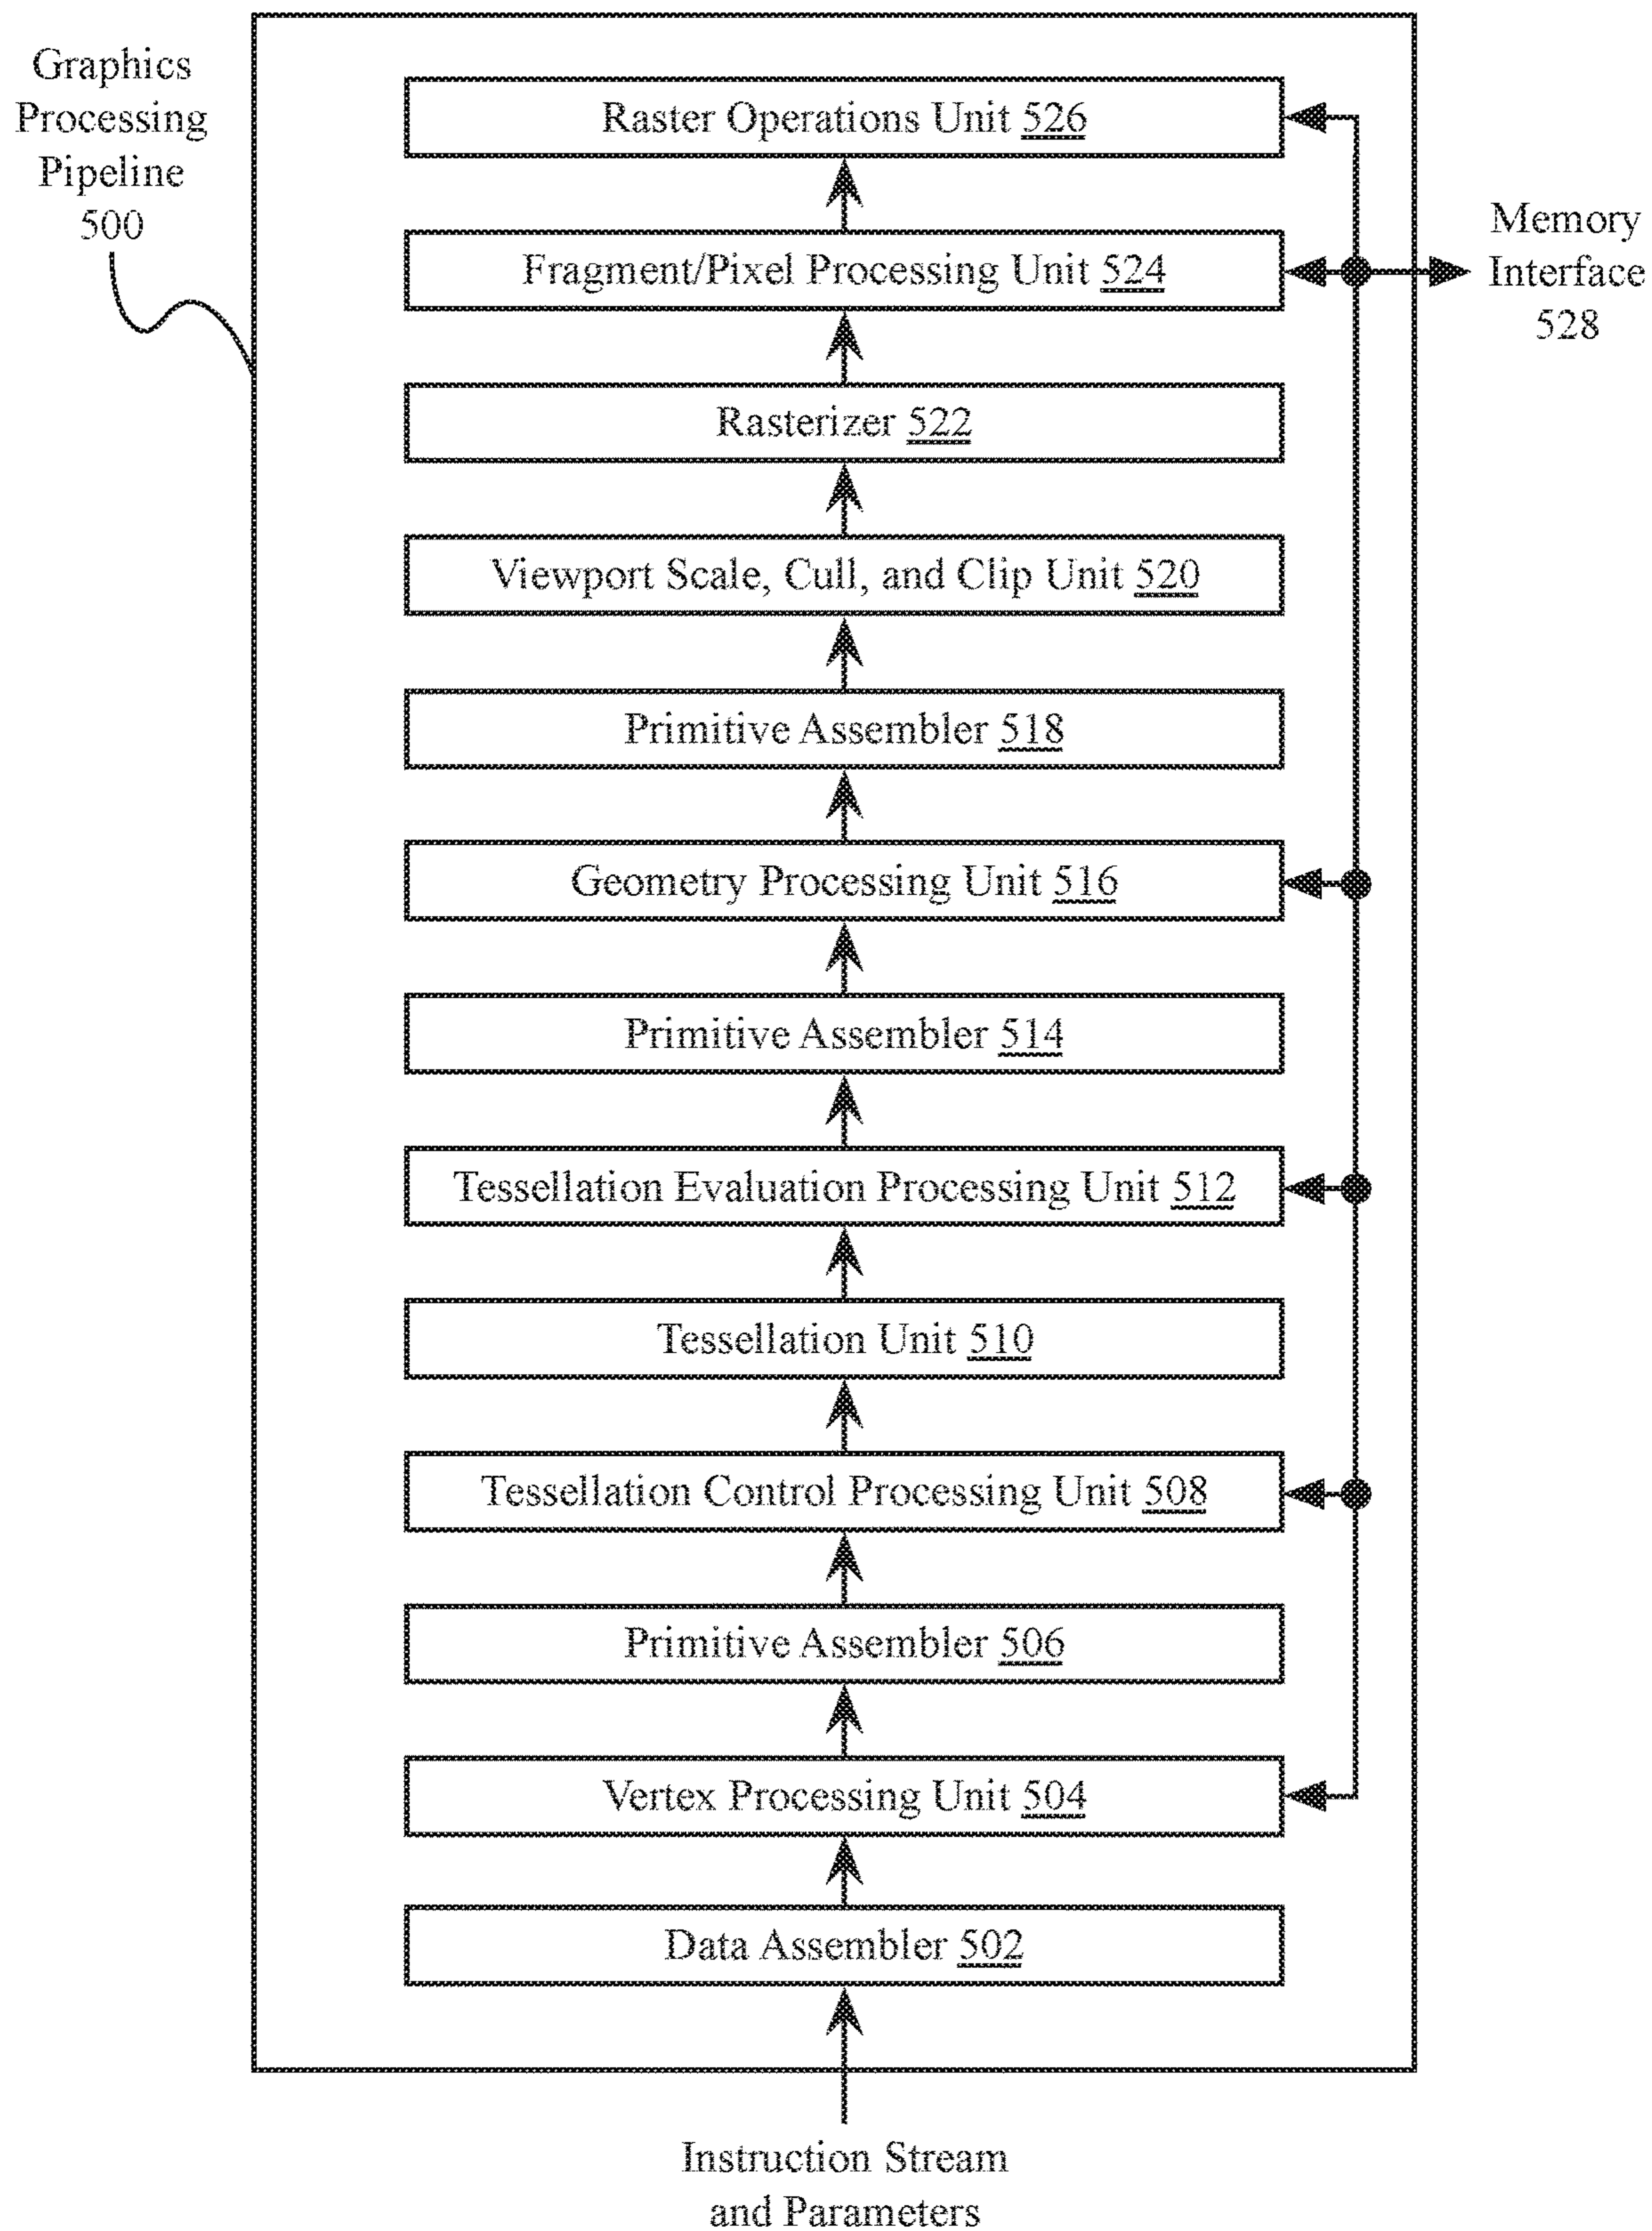 Graphics
Processing
Pipeline
500
Raster Operations Unit 526
Fragment/Pixel Processing Unit 524
Memory
Interface
528
Rasterizer 522
Viewport Scale, Cull, and Clip Unit 520
Primitive Assembler 518
Geometry Processing Unit 516
Primitive Assembler 514
Tessellation Evaluation Processing Unit 512
Tessellation Unit 510
Tessellation Control Processing Unit 508
Primitive Assembler 506
Vertex Processing Unit 504
Data Assembler 502
Instruction Stream
and Parameters